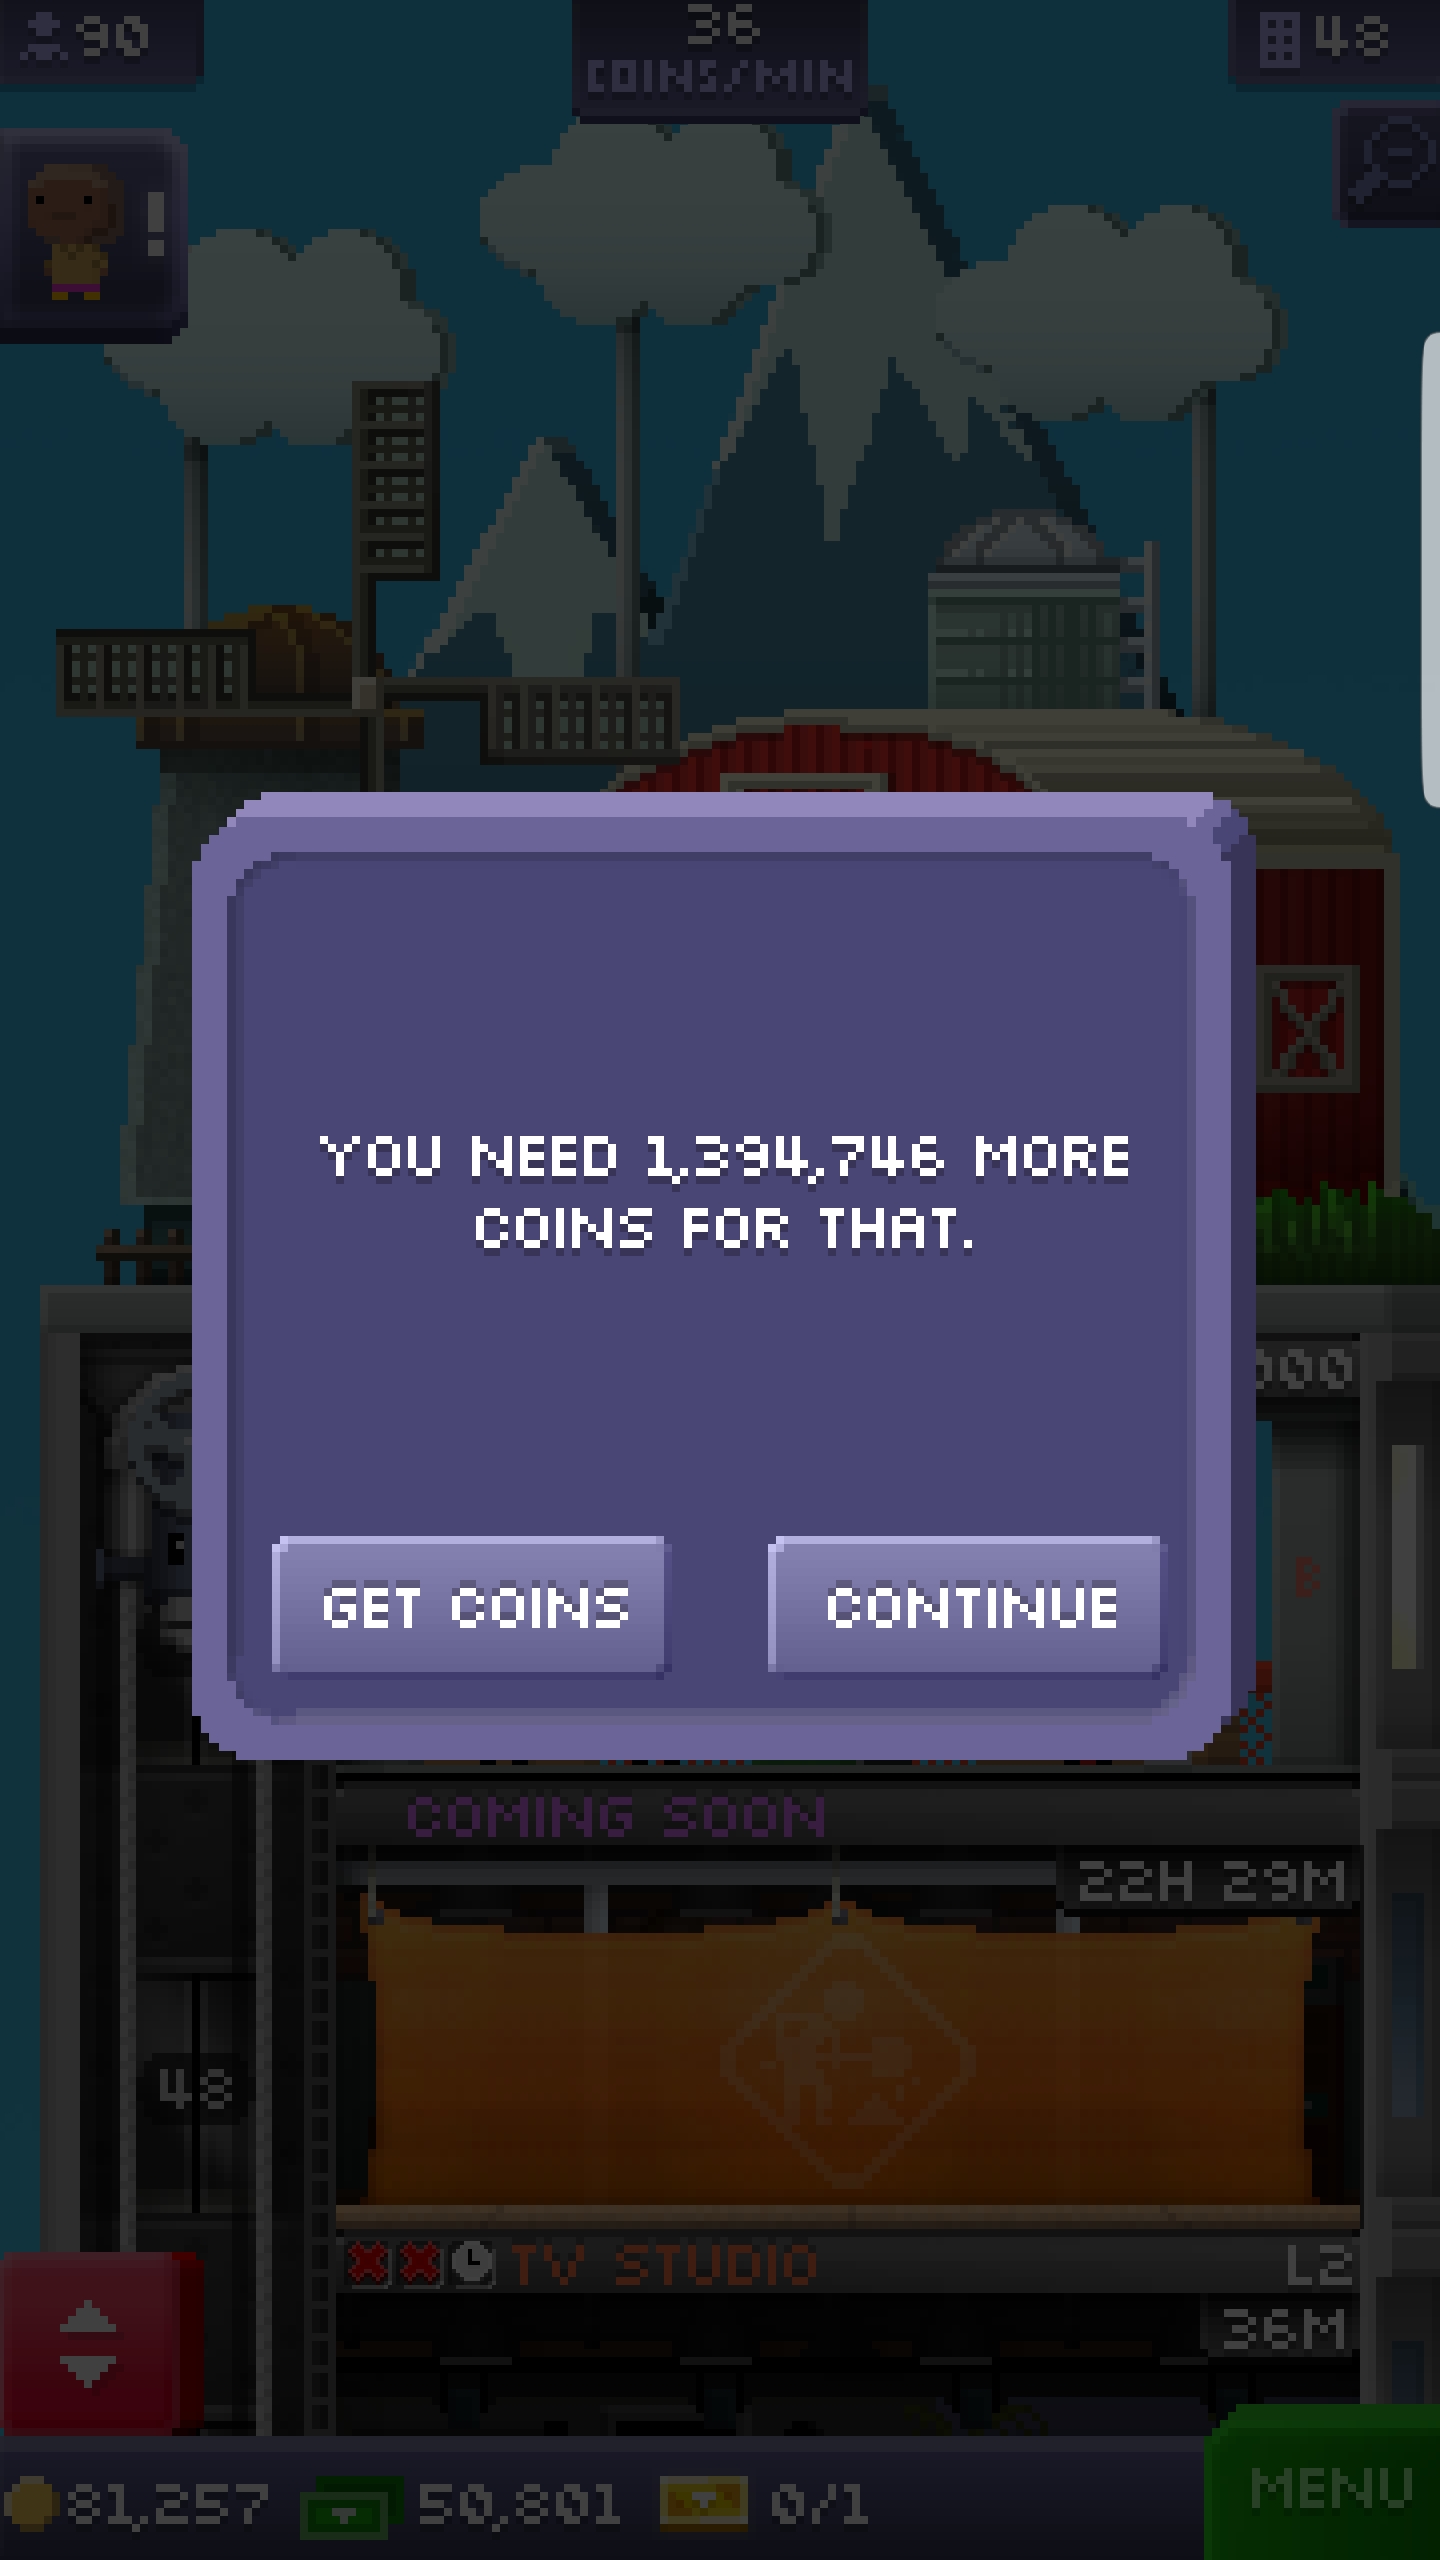 90
36
COINS/MIN
48
!
YOU NEED 1,394,746 MORE
COINS FOR THAT.
GET COINS
CONTINUE
000
B
COMING SOON
22H 29M
48
TV STUDIO
L2
36M
81,257
50,801
0/1
MENU